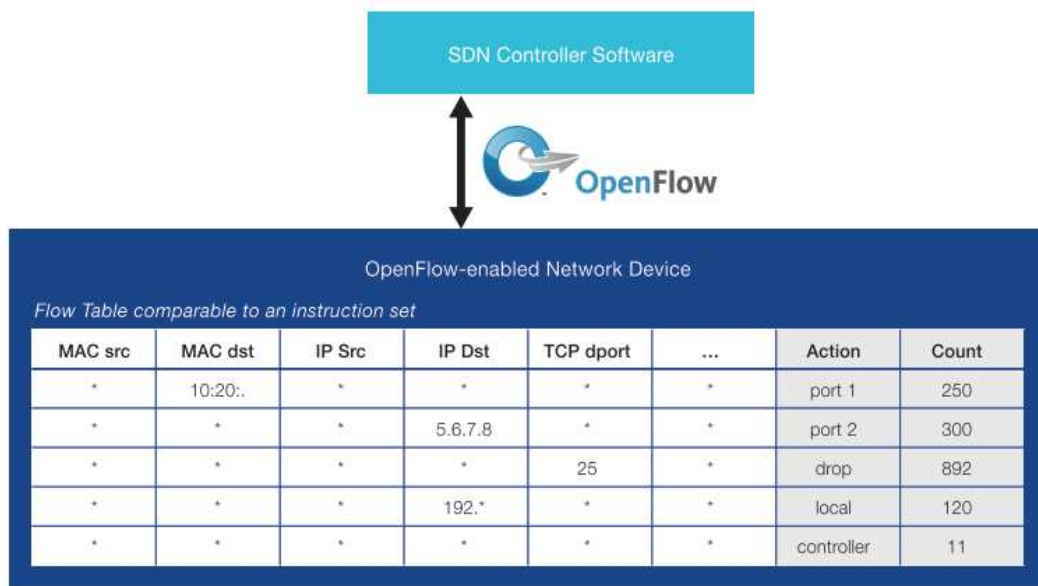 SDN Controller Software
OpenFlow
OpenFlow-enabled Network Device
Flow Table comparable to an instruction set
MAC src MAC dst IP Src IP Dst TCP dport ... Action Count
* 10:20:. * * * * port 1 250
* * * 5.6.7.8 * * port 2 300
* * * * 25 * drop 892
* * * 192.* * * local 120
* * * * * * controller 11